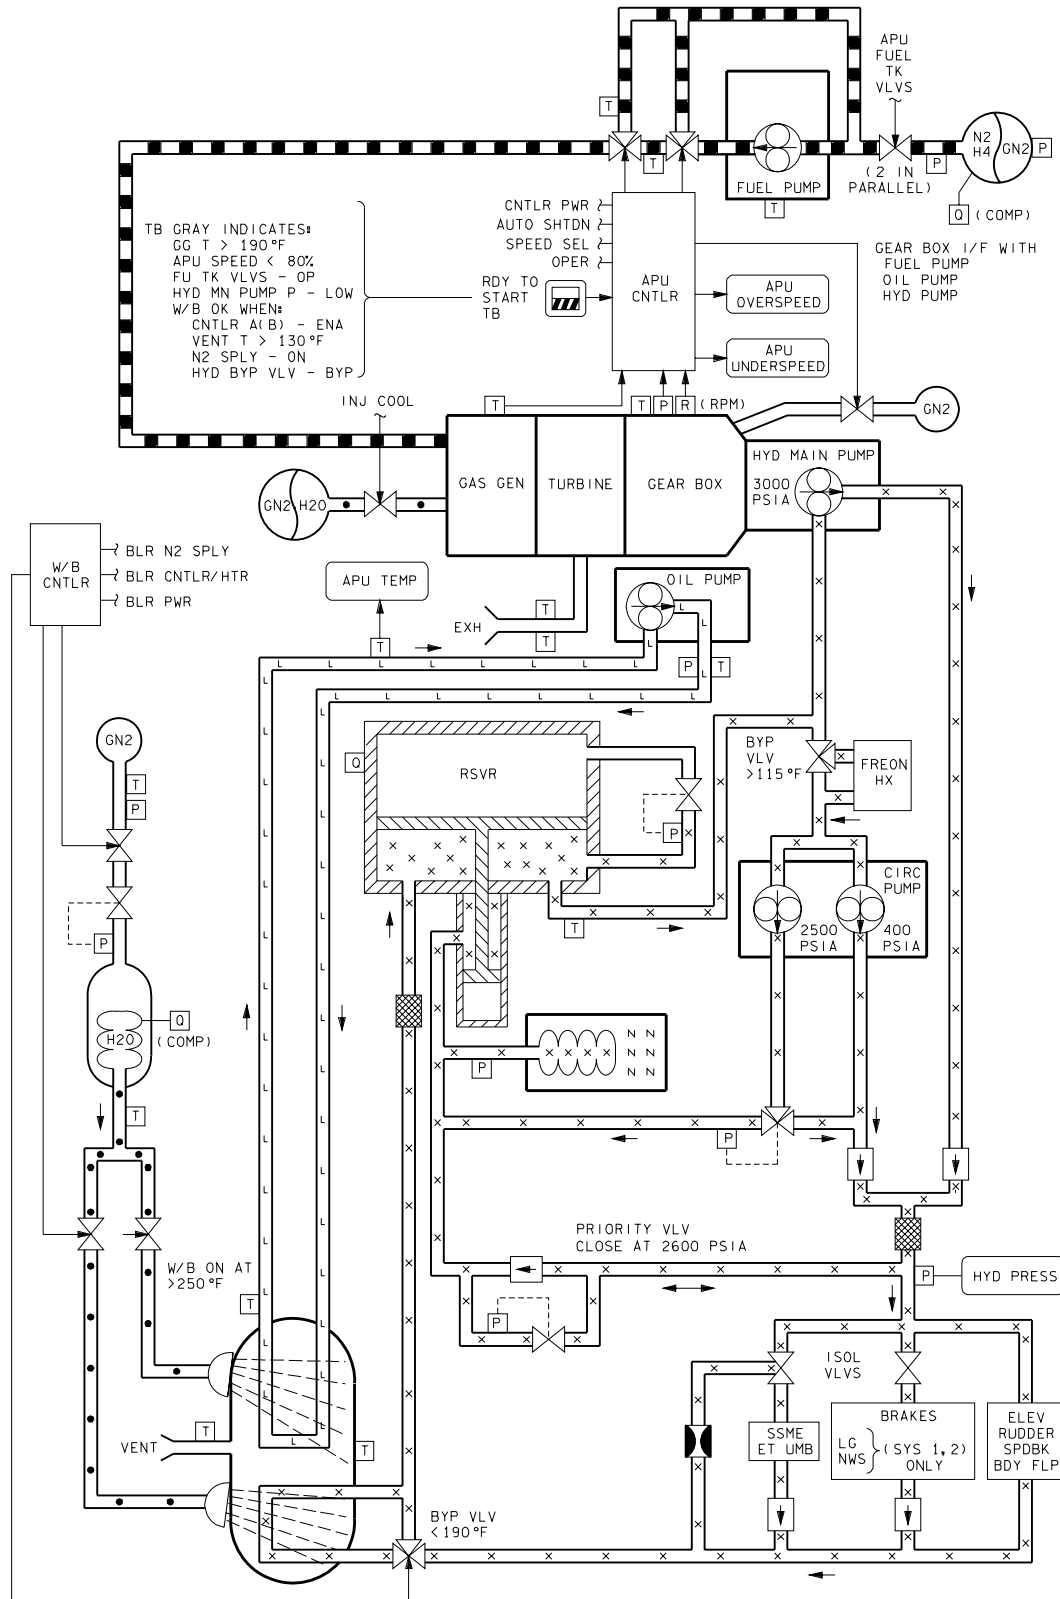 APU
FUEL
TK
VLVS
N2
H4
GN2
P
T
T
P
(2 IN
PARALLEL)
FUEL PUMP
T
Q
(COMP)
CNTLR PWR
AUTO SHTDN
SPEED SEL
OPER
TB GRAY INDICATES:
GG T > 190°F
APU SPEED < 80%
FU TK VLVS - OP
HYD MN PUMP P - LOW
W/B OK WHEN:
CNTLR A(B) - ENA
VENT T > 130°F
N2 SPLY - ON
HYD BYP VLV - BYP
RDY TO
START
TB
APU
CNTLR
APU
OVERSPEED
APU
UNDERSPEED
GEAR BOX I/F WITH
FUEL PUMP
OIL PUMP
HYD PUMP
INJ COOL
T
T
P
R
(RPM)
GN2
GN2
H20
GAS GEN
TURBINE
GEAR BOX
HYD MAIN PUMP
3000
PSIA
W/B
CNTLR
BLR N2 SPLY
BLR CNTLR/HTR
BLR PWR
APU TEMP
T
EXH
T
T
OIL PUMP
P
T
GN2
T
P
Q
RSVR
P
T
BYP
VLV
>115°F
FREON
HX
CIRC
PUMP
2500
PSIA
400
PSIA
P
H20
Q
(COMP)
T
P
N N N
N N N
N N N
P
PRIORITY VLV
CLOSE AT 2600 PSIA
P
P
HYD PRESS
W/B ON AT
>250°F
T
T
T
VENT
ISOL
VLVS
SSME
ET UMB
BRAKES
LG
NWS
(SYS 1,2)
ONLY
ELEV
RUDDER
SPDBK
BDY FLP
BYP VLV
<190°F